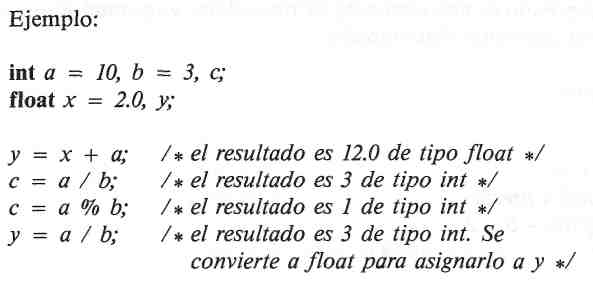 Ejemplo:
int a = 10, b = 3, c;
float x = 2.0, y;
y = x + a; /* el resultado es 12.0 de tipo float */
c = a / b; /* el resultado es 3 de tipo int */
c = a % b; /* el resultado es 1 de tipo int */
y = a / b; /* el resultado es 3 de tipo int. Se
convierte a float para asignarlo a y */